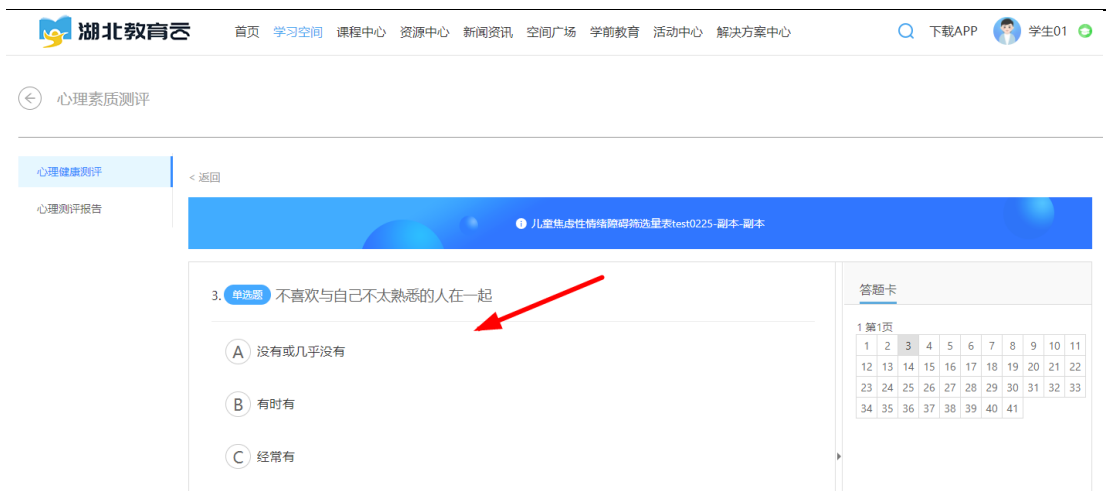 湖北教育云 首页 学习空间 课程中心 资源中心 新闻资讯 空间广场 学前教育 活动中心 解决方案中心 下载APP 学生01
心理素质测评
心理健康测评
心理测评报告
< 返回
儿童焦虑性情绪障碍筛选量表test0225-副本-副本
3. 单选题 不喜欢与自己不太熟悉的人在一起
A 没有或几乎没有
B 有时有
C 经常有
答题卡
1 第1页
1 2 3 4 5 6 7 8 9 10 11
12 13 14 15 16 17 18 19 20 21 22
23 24 25 26 27 28 29 30 31 32 33
34 35 36 37 38 39 40 41